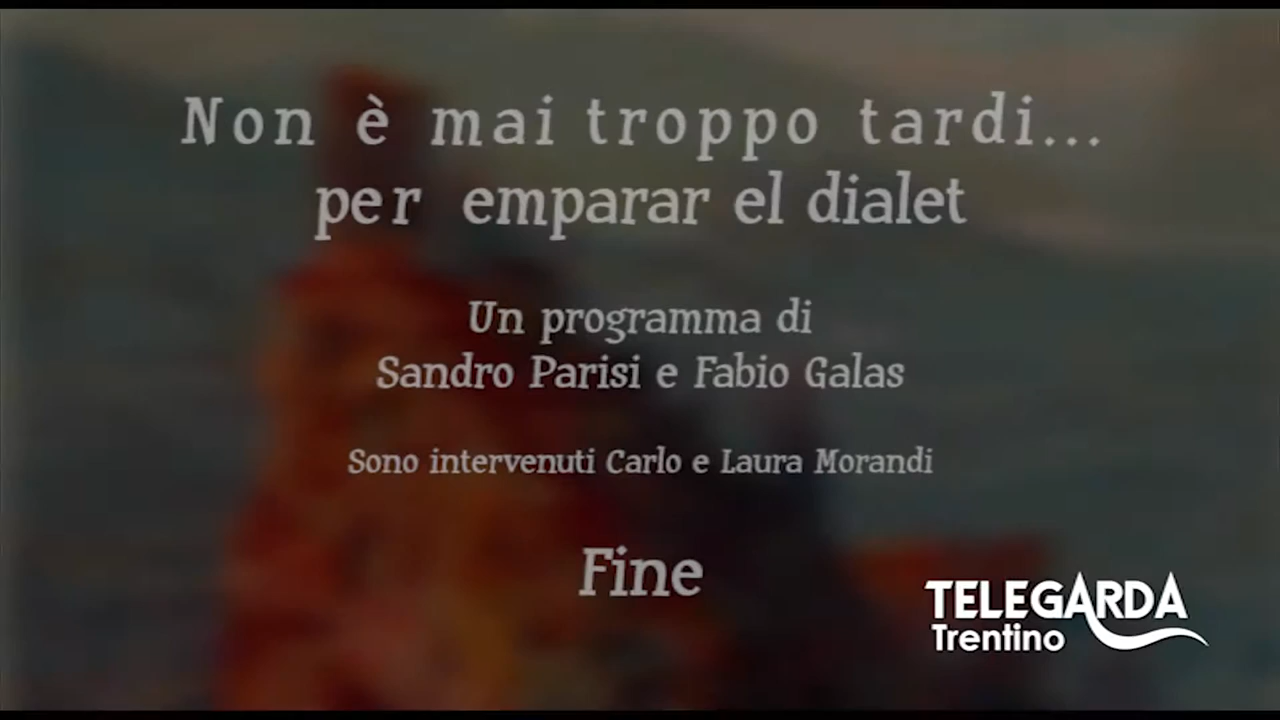 Non è mai troppo tardi...
per emparar el dialet
Un programma di
Sandro Parisi e Fabio Galas
Sono intervenuti Carlo e Laura Morandi
Fine
TELEGARDA
Trentino